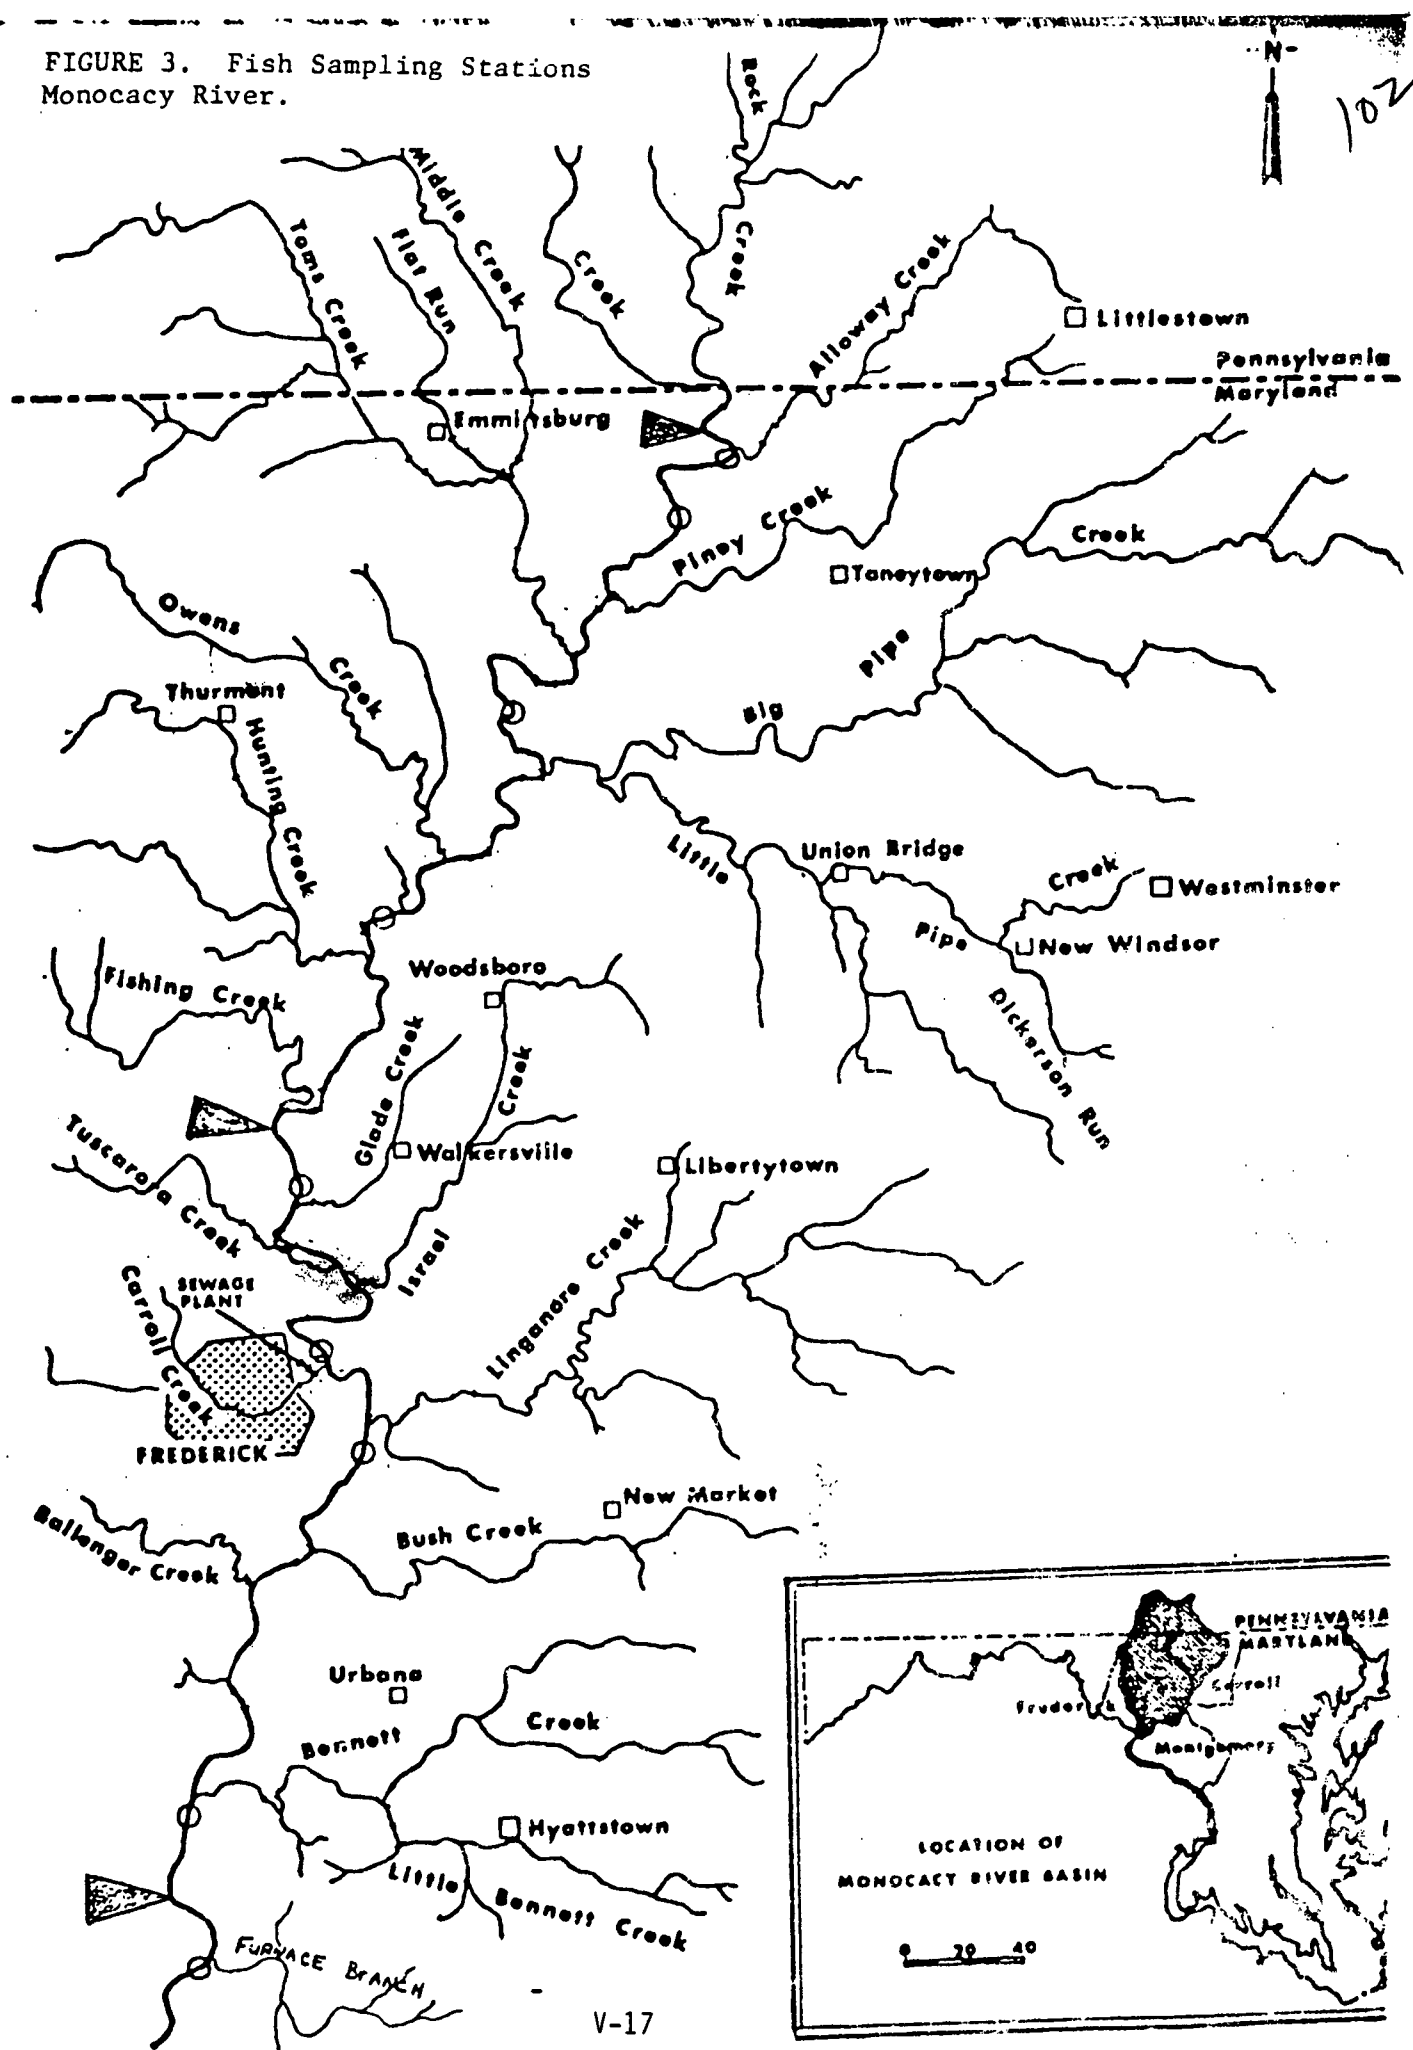 FIGURE 3. Fish Sampling Stations
Monocacy River.
N
102
Rock
Creek
Middle Creek
Toms Creek
Flat Run
Creek
Alloway Creek
Littlestown
Pennsylvania
Maryland
Emmitsburg
Piney Creek
Creek
Taneytown
Owens
Creek
Pipe
Big
Thurmont
Hunting Creek
Little
Union Bridge
Creek
Westminster
Pipe
New Windsor
Woodsboro
Fishing Creek
Dickerson Run
Glade Creek
Creek
Walkersville
Tuscarora Creek
Libertytown
Israel
SEWAGE
PLANT
Carroll Creek
Linganore Creek
FREDERICK
New Market
Ballenger Creek
Bush Creek
Urbana
Bennett
Creek
Hyattstown
Little
Bennett Creek
FURNACE BRANCH
PENNZYLVANIA
MARTLAND
Carroll
Fruderick
Montgomery
LOCATION OF
MONOCACY RIVER BASIN
0 20 40
V-17